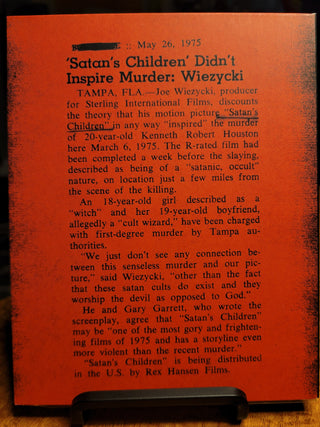 :: May 26, 1975
‘Satan’s Children’ Didn’t
Inspire Murder: Wiezycki
TAMPA, FLA.—Joe Wiezycki, producer
for Sterling International Films, discounts
the theory that his motion picture “Satan’s
Children” in any way “inspired” the murder
of 20-year-old Kenneth Robert Houston
here March 6, 1975. The R-rated film had
been completed a week before the slaying,
described as being of a “satanic, occult”
nature, on location just a few miles from
the scene of the killing.
An 18-year-old girl described as a
“witch” and her 19-year-old boyfriend,
allegedly a “cult wizard,” have been charged
with first-degree murder by Tampa au-
thorities.
“We just don’t see any connection be-
tween this senseless murder and our pic-
ture,” said Wiezycki, “other than the fact
that these satan cults do exist and they
worship the devil as opposed to God.”
He and Gary Garrett, who wrote the
screenplay, agree that “Satan’s Children”
may be “one of the most gory and frighten-
ing films of 1975 and has a storyline even
more violent than the recent murder.”
“Satan’s Children” is being distributed
in the U.S. by Rex Hansen Films.